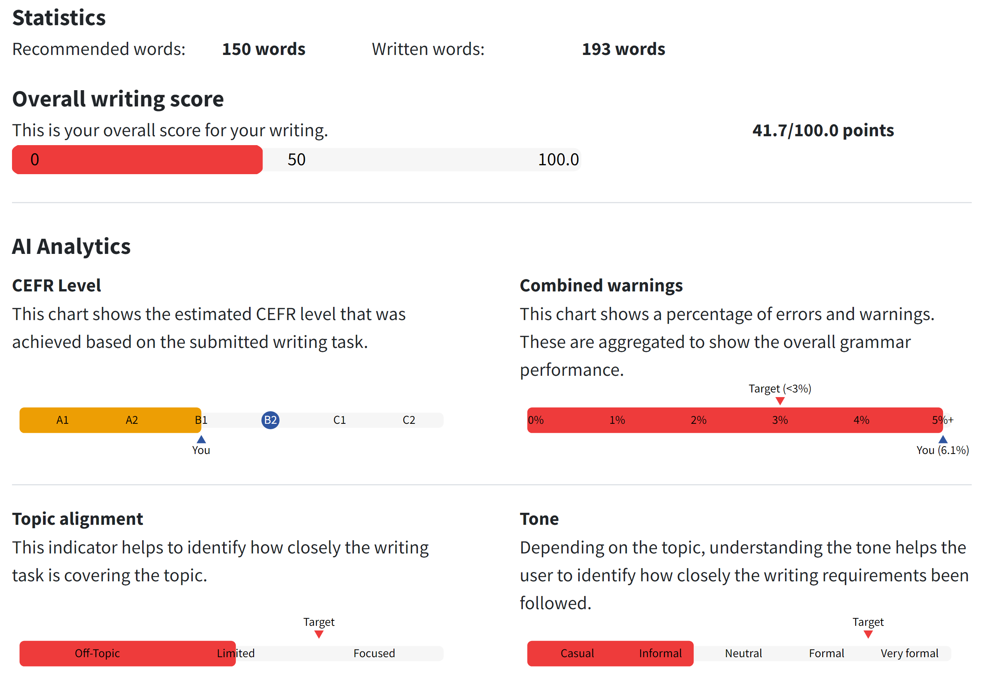 Statistics
Recommended words: 150 words Written words: 193 words
Overall writing score
This is your overall score for your writing. 41.7/100.0 points
0 50 100.0
AI Analytics
CEFR Level
This chart shows the estimated CEFR level that was
achieved based on the submitted writing task.
A1 A2 B1 B2 C1 C2
You
Combined warnings
This chart shows a percentage of errors and warnings.
These are aggregated to show the overall grammar
performance.
Target (<3%)
0% 1% 2% 3% 4% 5%+
You (6.1%)
Topic alignment
This indicator helps to identify how closely the writing
task is covering the topic.
Target
Off-Topic Limited Focused
Tone
Depending on the topic, understanding the tone helps the
user to identify how closely the writing requirements been
followed.
Target
Casual Informal Neutral Formal Very formal